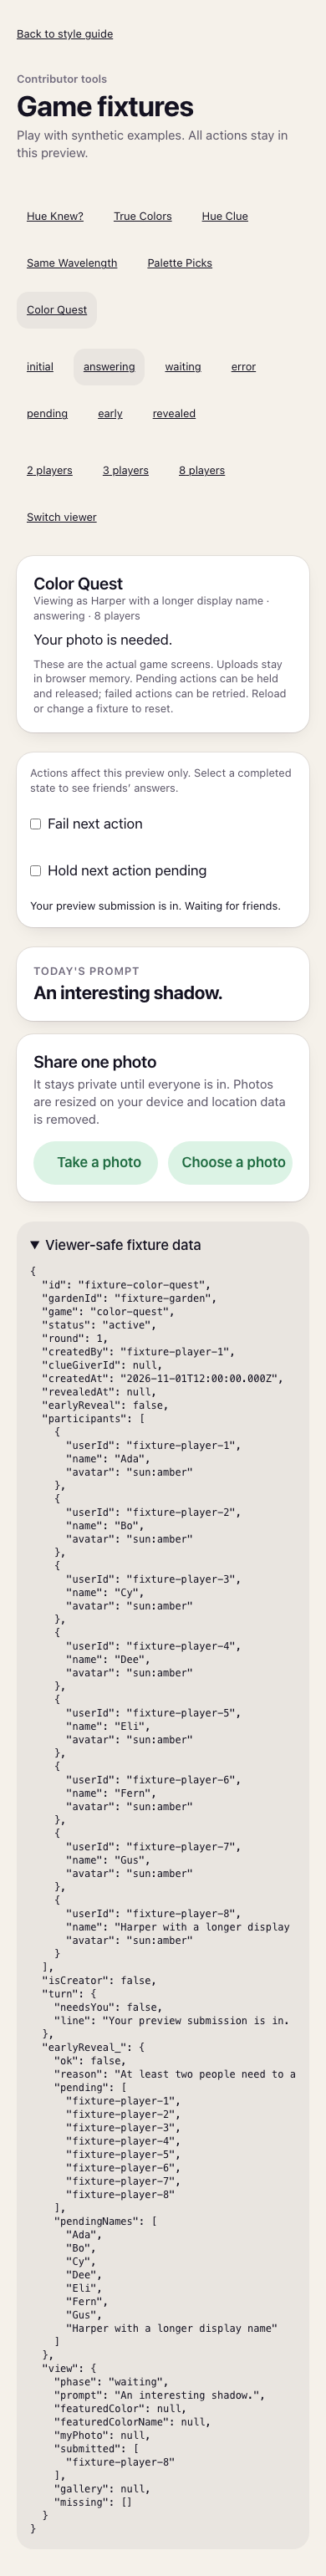 Back to style guide
Contributor tools
Game fixtures
Play with synthetic examples. All actions stay in
this preview.
Hue Knew? True Colors Hue Clue
Same Wavelength Palette Picks
Color Quest
initial answering waiting error
pending early revealed
2 players 3 players 8 players
Switch viewer
Color Quest
Viewing as Harper with a longer display name ·
answering · 8 players
Your photo is needed.
These are the actual game screens. Uploads stay
in browser memory. Pending actions can be held
and released; failed actions can be retried. Reload
or change a fixture to reset.
Actions affect this preview only. Select a completed
state to see friends’ answers.
Fail next action
Hold next action pending
Your preview submission is in. Waiting for friends.
TODAY'S PROMPT
An interesting shadow.
Share one photo
It stays private until everyone is in. Photos
are resized on your device and location data
is removed.
Take a photo Choose a photo
▼ Viewer-safe fixture data
{
"id": "fixture-color-quest",
"gardenId": "fixture-garden",
"game": "color-quest",
"status": "active",
"round": 1,
"createdBy": "fixture-player-1",
"clueGiverId": null,
"createdAt": "2026-11-01T12:00:00.000Z",
"revealedAt": null,
"earlyReveal": false,
"participants": [
{
"userId": "fixture-player-1",
"name": "Ada",
"avatar": "sun:amber"
},
{
"userId": "fixture-player-2",
"name": "Bo",
"avatar": "sun:amber"
},
{
"userId": "fixture-player-3",
"name": "Cy",
"avatar": "sun:amber"
},
{
"userId": "fixture-player-4",
"name": "Dee",
"avatar": "sun:amber"
},
{
"userId": "fixture-player-5",
"name": "Eli",
"avatar": "sun:amber"
},
{
"userId": "fixture-player-6",
"name": "Fern",
"avatar": "sun:amber"
},
{
"userId": "fixture-player-7",
"name": "Gus",
"avatar": "sun:amber"
},
{
"userId": "fixture-player-8",
"name": "Harper with a longer display
"avatar": "sun:amber"
}
],
"isCreator": false,
"turn": {
"needsYou": false,
"line": "Your preview submission is in.
},
"earlyReveal_": {
"ok": false,
"reason": "At least two people need to a
"pending": [
"fixture-player-1",
"fixture-player-2",
"fixture-player-3",
"fixture-player-4",
"fixture-player-5",
"fixture-player-6",
"fixture-player-7",
"fixture-player-8"
],
"pendingNames": [
"Ada",
"Bo",
"Cy",
"Dee",
"Eli",
"Fern",
"Gus",
"Harper with a longer display name"
]
},
"view": {
"phase": "waiting",
"prompt": "An interesting shadow.",
"featuredColor": null,
"featuredColorName": null,
"myPhoto": null,
"submitted": [
"fixture-player-8"
],
"gallery": null,
"missing": []
}
}